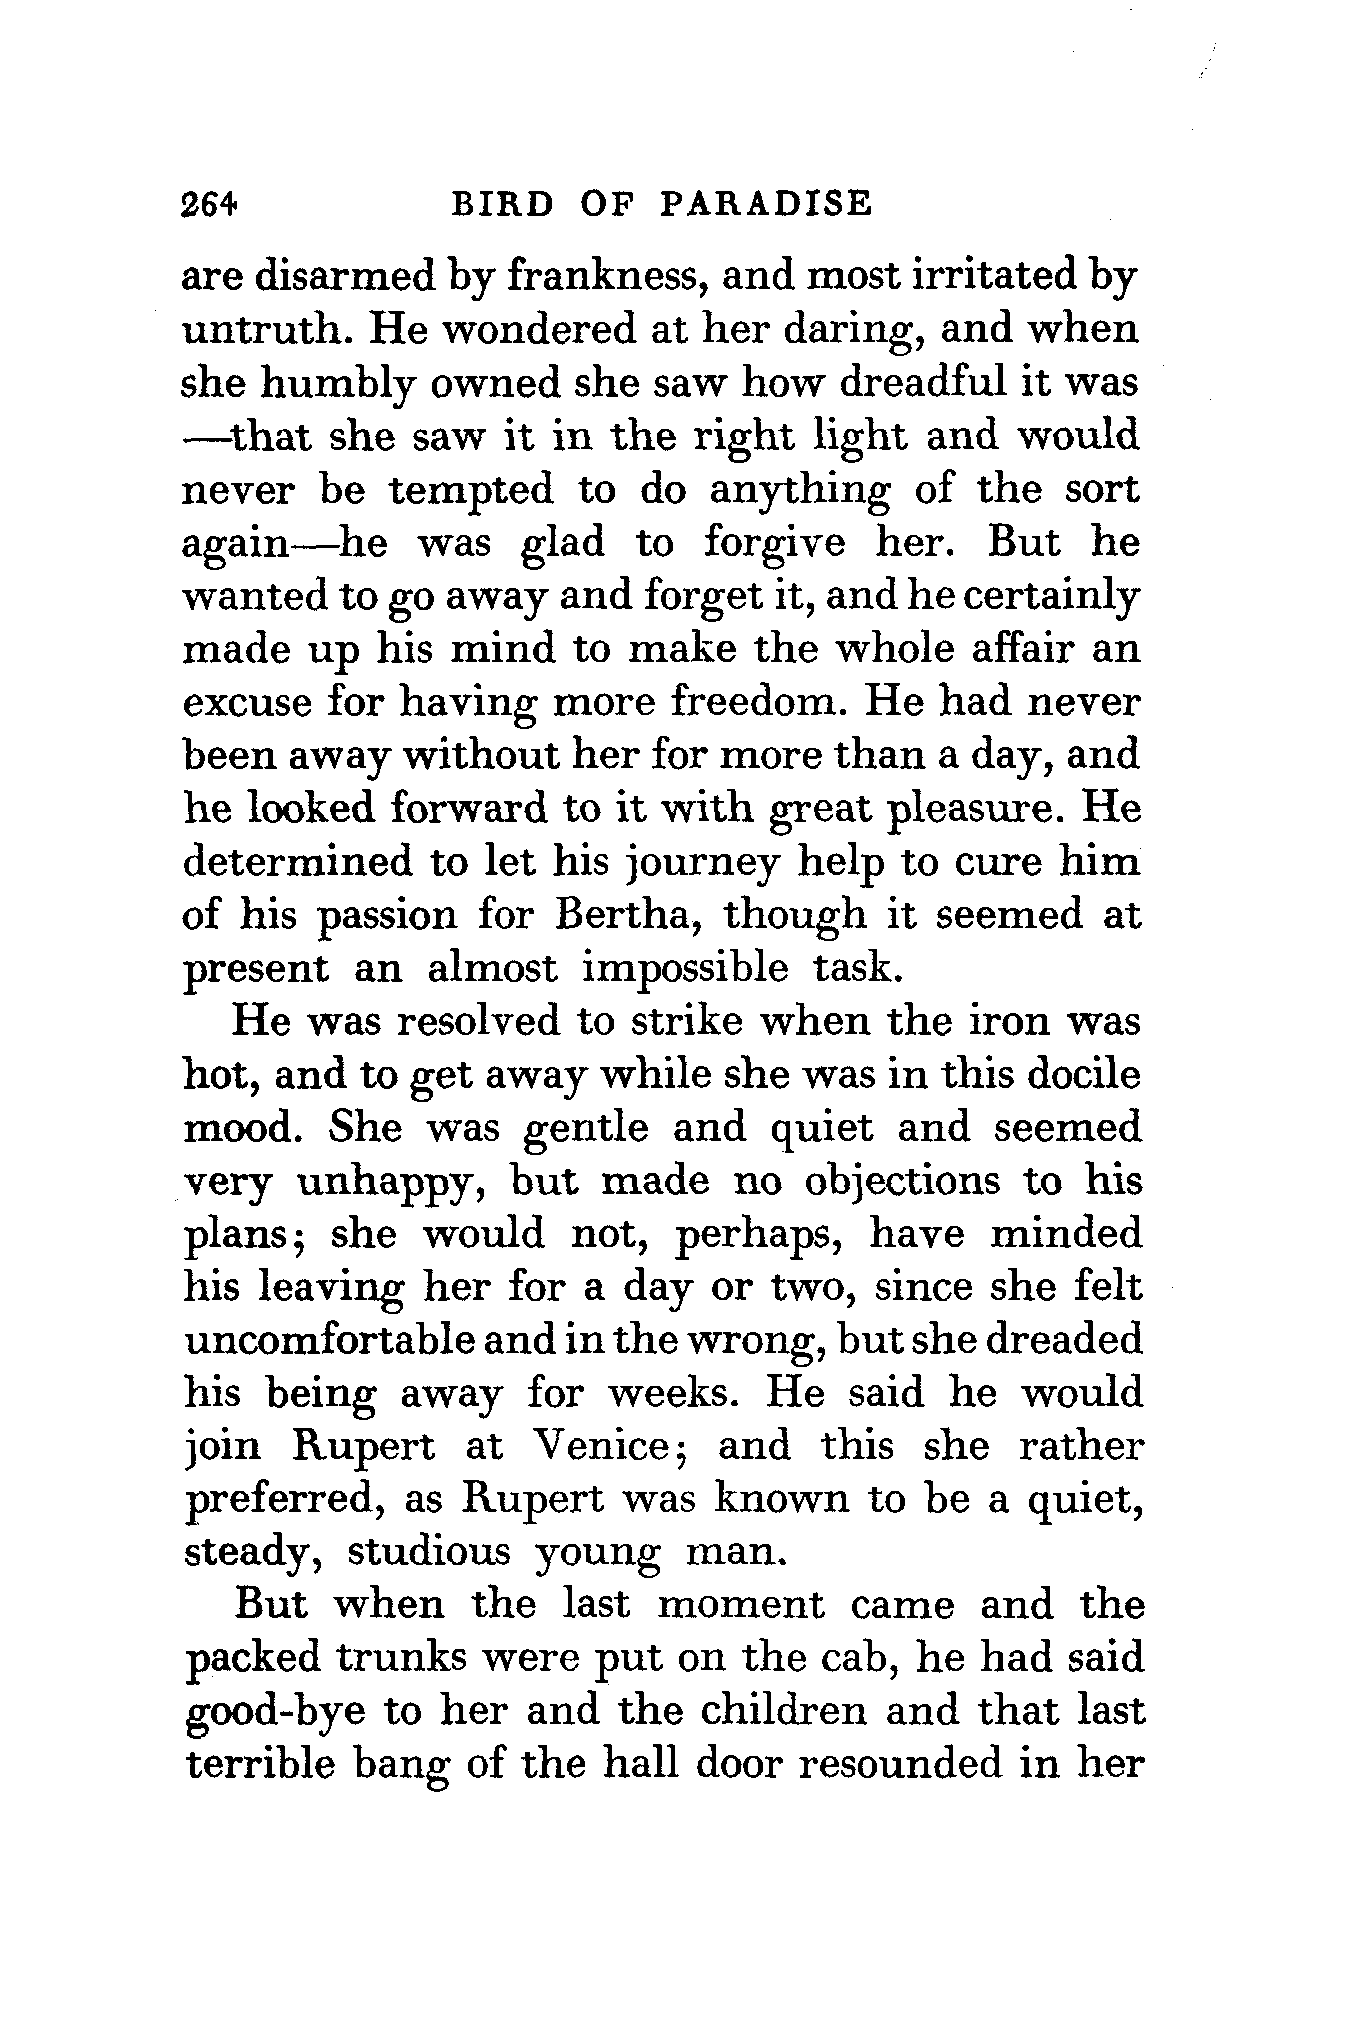 264 BIRD OF PARADISE
are disarmed by frankness, and most irritated by
untruth. He wondered at her daring, and when
she humbly owned she saw how dreadful it was
—that she saw it in the right light and would
never be tempted to do anything of the sort
again—he was glad to forgive her. But he
wanted to go away and forget it, and he certainly
made up his mind to make the whole affair an
excuse for having more freedom. He had never
been away without her for more than a day, and
he looked forward to it with great pleasure. He
determined to let his journey help to cure him
of his passion for Bertha, though it seemed at
present an almost impossible task.
He was resolved to strike when the iron was
hot, and to get away while she was in this docile
mood. She was gentle and quiet and seemed
very unhappy, but made no objections to his
plans; she would not, perhaps, have minded
his leaving her for a day or two, since she felt
uncomfortable and in the wrong, but she dreaded
his being away for weeks. He said he would
join Rupert at Venice; and this she rather
preferred, as Rupert was known to be a quiet,
steady, studious young man.
But when the last moment came and the
packed trunks were put on the cab, he had said
good-bye to her and the children and that last
terrible bang of the hall door resounded in her